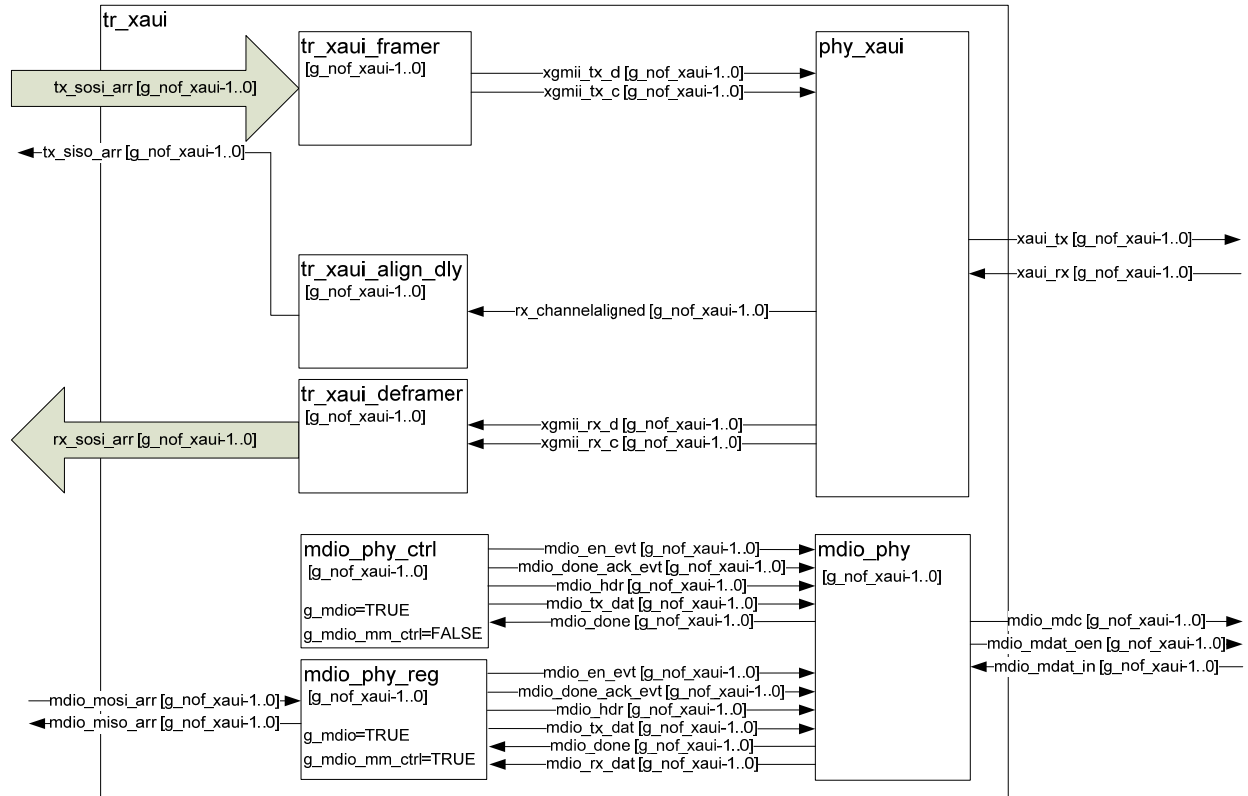 tr_xaui
tr_xaui_framer
[g_nof_xaui-1..0]
phy_xaui
tx_sosi_arr [g_nof_xaui-1..0]
xgmii_tx_d [g_nof_xaui-1..0]
xgmii_tx_c [g_nof_xaui-1..0]
tx_siso_arr [g_nof_xaui-1..0]
xaui_tx [g_nof_xaui-1..0]
xaui_rx [g_nof_xaui-1..0]
tr_xaui_align_dly
[g_nof_xaui-1..0]
rx_channelaligned [g_nof_xaui-1..0]
tr_xaui_deframer
[g_nof_xaui-1..0]
rx_sosi_arr [g_nof_xaui-1..0]
xgmii_rx_d [g_nof_xaui-1..0]
xgmii_rx_c [g_nof_xaui-1..0]
mdio_phy_ctrl
[g_nof_xaui-1..0]
g_mdio=TRUE
g_mdio_mm_ctrl=FALSE
mdio_en_evt [g_nof_xaui-1..0]
mdio_done_ack_evt [g_nof_xaui-1..0]
mdio_hdr [g_nof_xaui-1..0]
mdio_tx_dat [g_nof_xaui-1..0]
mdio_done [g_nof_xaui-1..0]
mdio_phy
[g_nof_xaui-1..0]
mdio_mdc [g_nof_xaui-1..0]
mdio_mdat_oen [g_nof_xaui-1..0]
mdio_mdat_in [g_nof_xaui-1..0]
mdio_phy_reg
[g_nof_xaui-1..0]
g_mdio=TRUE
g_mdio_mm_ctrl=TRUE
mdio_mosi_arr [g_nof_xaui-1..0]
mdio_miso_arr [g_nof_xaui-1..0]
mdio_en_evt [g_nof_xaui-1..0]
mdio_done_ack_evt [g_nof_xaui-1..0]
mdio_hdr [g_nof_xaui-1..0]
mdio_tx_dat [g_nof_xaui-1..0]
mdio_done [g_nof_xaui-1..0]
mdio_rx_dat [g_nof_xaui-1..0]